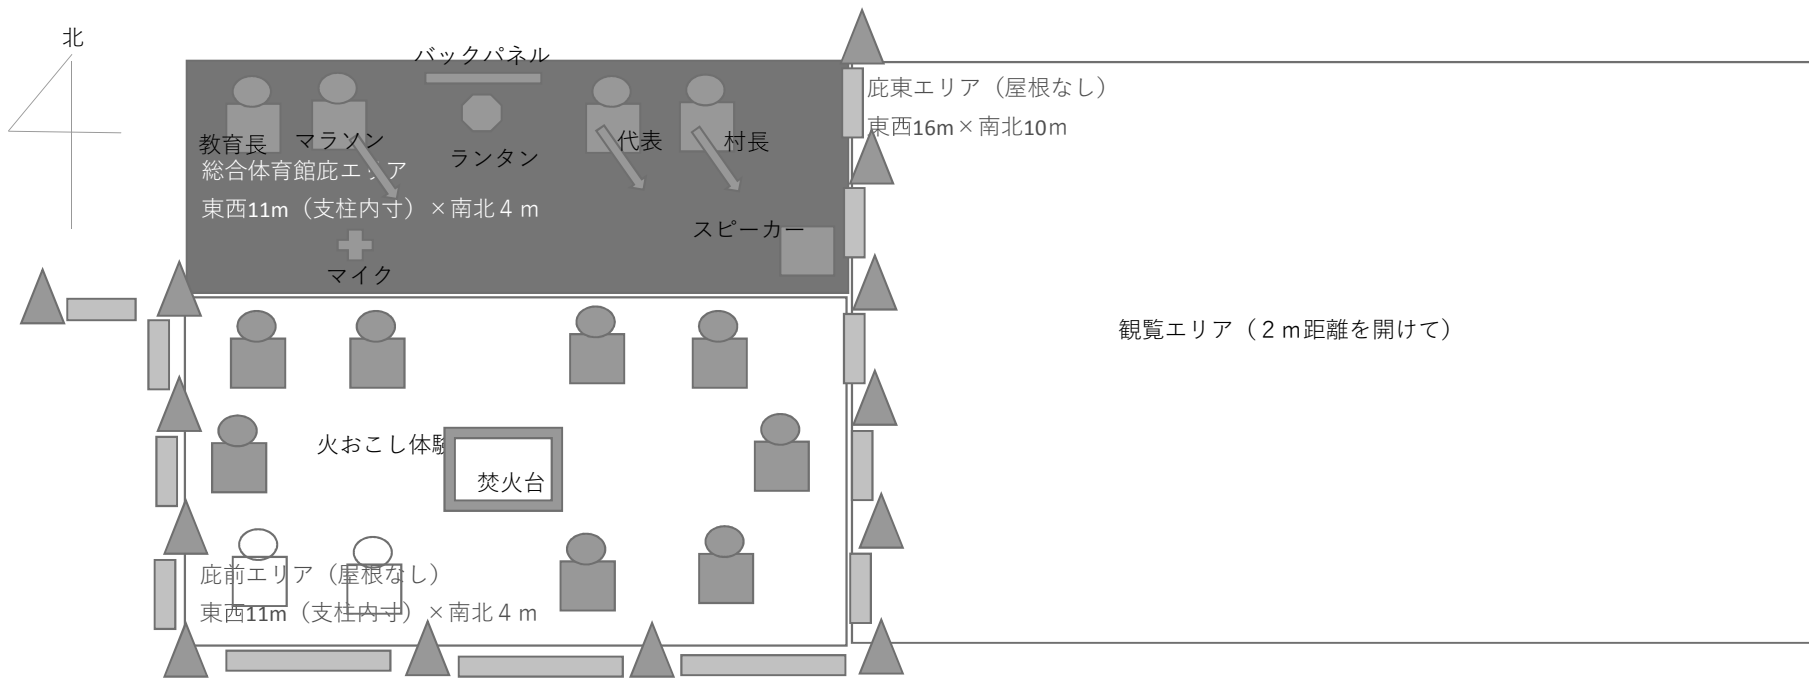 北
バックパネル
教育長
マラソン
ランタン
代表
村長
総合体育館庇エリア
東西11m（支柱内寸）×南北４ｍ
スピーカー
マイク
庇東エリア（屋根なし）
東西16m×南北10ｍ
観覧エリア（２ｍ距離を開けて）
火おこし体験
焚火台
庇前エリア（屋根なし）
東西11m（支柱内寸）×南北４ｍ